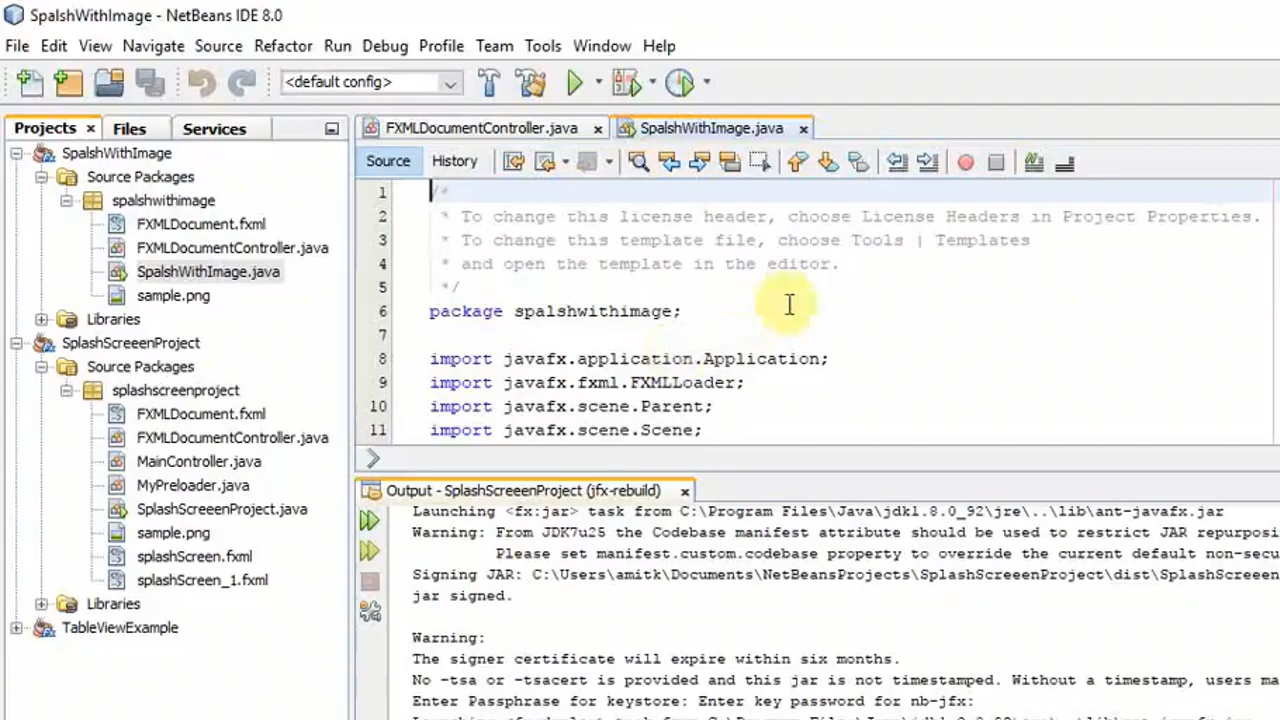 SpalshWithImage - NetBeans IDE 8.0
File Edit View Navigate Source Refactor Run Debug Profile Team Tools Window Help
<default config>
Projects Files Services
SpalshWithImage
Source Packages
spalshwithimage
FXMLDocument.fxml
FXMLDocumentController.java
SpalshWithImage.java
sample.png
Libraries
SplashScreeenProject
Source Packages
splashscreenproject
FXMLDocument.fxml
FXMLDocumentController.java
MainController.java
MyPreloader.java
SplashScreeenProject.java
sample.png
splashScreen.fxml
splashScreen_1.fxml
Libraries
TableViewExample
FXMLDocumentController.java SpalshWithImage.java
Source History
1 /*
2 * To change this license header, choose License Headers in Project Properties.
3 * To change this template file, choose Tools | Templates
4 * and open the template in the editor.
5 */
6 package spalshwithimage;
7
8 import javafx.application.Application;
9 import javafx.fxml.FXMLLoader;
10 import javafx.scene.Parent;
11 import javafx.scene.Scene;
Output - SplashScreeenProject (jfx-rebuild)
Launching <fx:jar> task from C:\Program Files\Java\jdk1.8.0_92\jre\..\lib\ant-javafx.jar
Warning: From JDK7u25 the Codebase manifest attribute should be used to restrict JAR repurposi
Please set manifest.custom.codebase property to override the current default non-secu
Signing JAR: C:\Users\amitk\Documents\NetBeansProjects\SplashScreeenProject\dist\SplashScreeen
jar signed.
Warning:
The signer certificate will expire within six months.
No -tsa or -tsacert is provided and this jar is not timestamped. Without a timestamp, users ma
Enter Passphrase for keystore: Enter key password for nb-jfx: